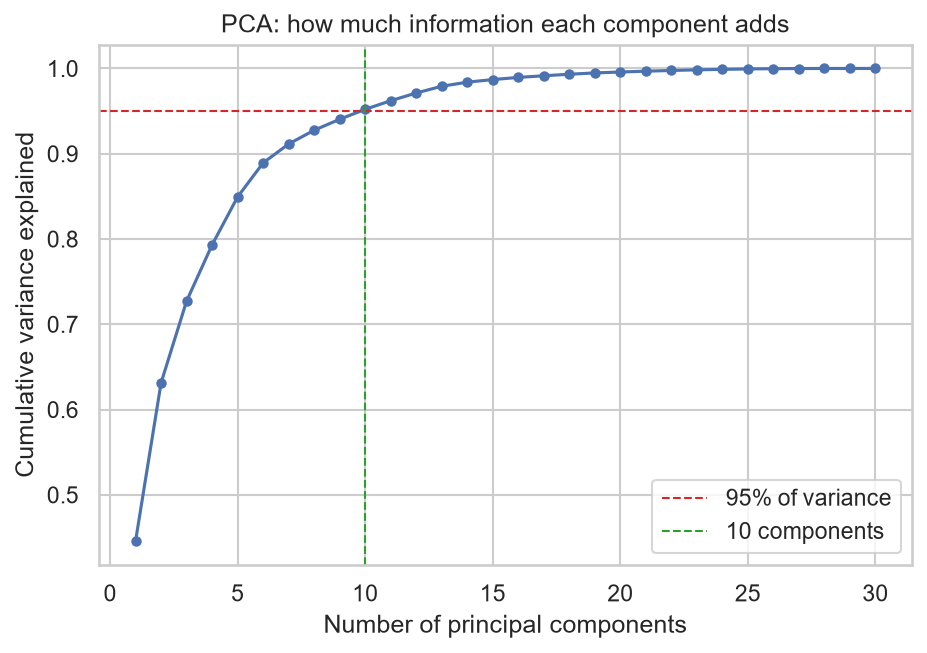 PCA: how much information each component adds
Cumulative variance explained
1.0
0.9
0.8
0.7
0.6
0.5
95% of variance
10 components
0 5 10 15 20 25 30
Number of principal components